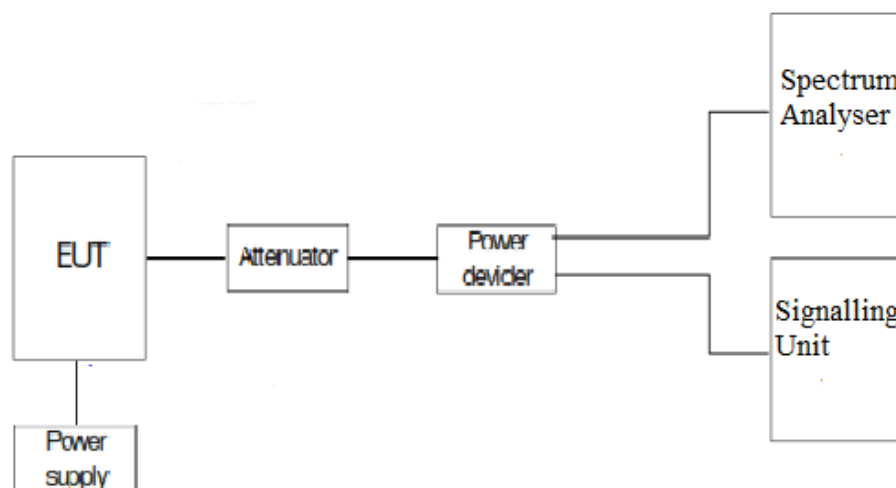 Spectrum
Analyser
EUT
Attenuator
Power
devider
Signalling
Unit
Power
supply